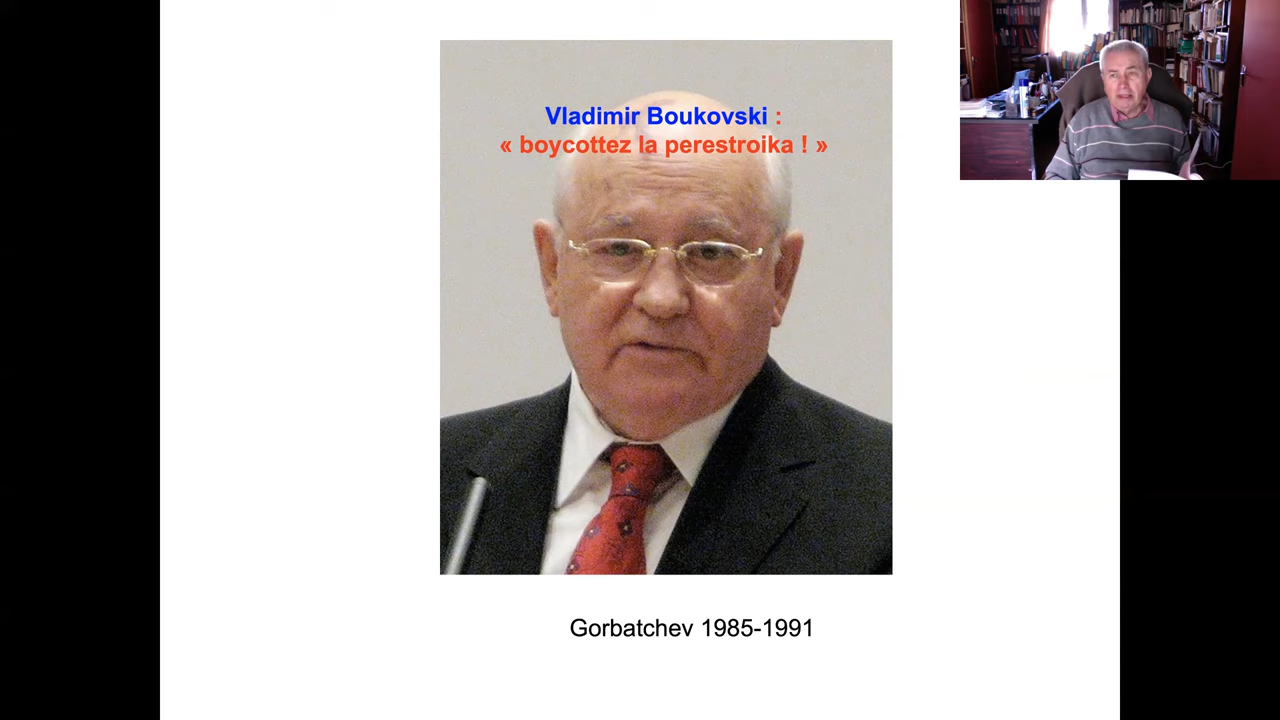 Vladimir Boukovski :
« boycottez la perestroika ! »
Gorbatchev 1985-1991